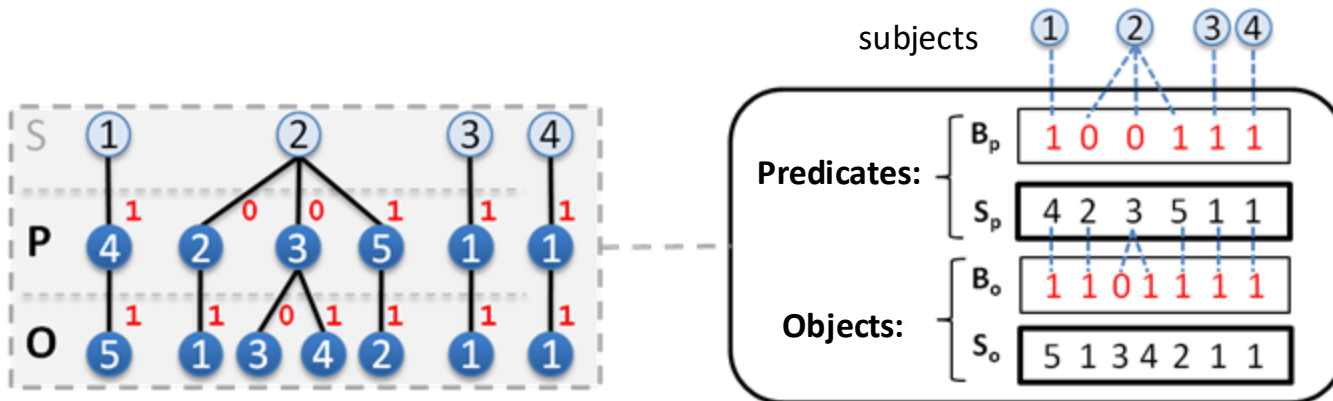 S 1 2 3 4
1 0 0 1 1 1
P 4 2 3 5 1 1
1 1 0 1 1 1 1
O 5 1 3 4 2 1 1
subjects 1 2 3 4
Predicates:
Bp 1 0 0 1 1 1
Sp 4 2 3 5 1 1
Objects:
Bo 1 1 0 1 1 1 1
So 5 1 3 4 2 1 1